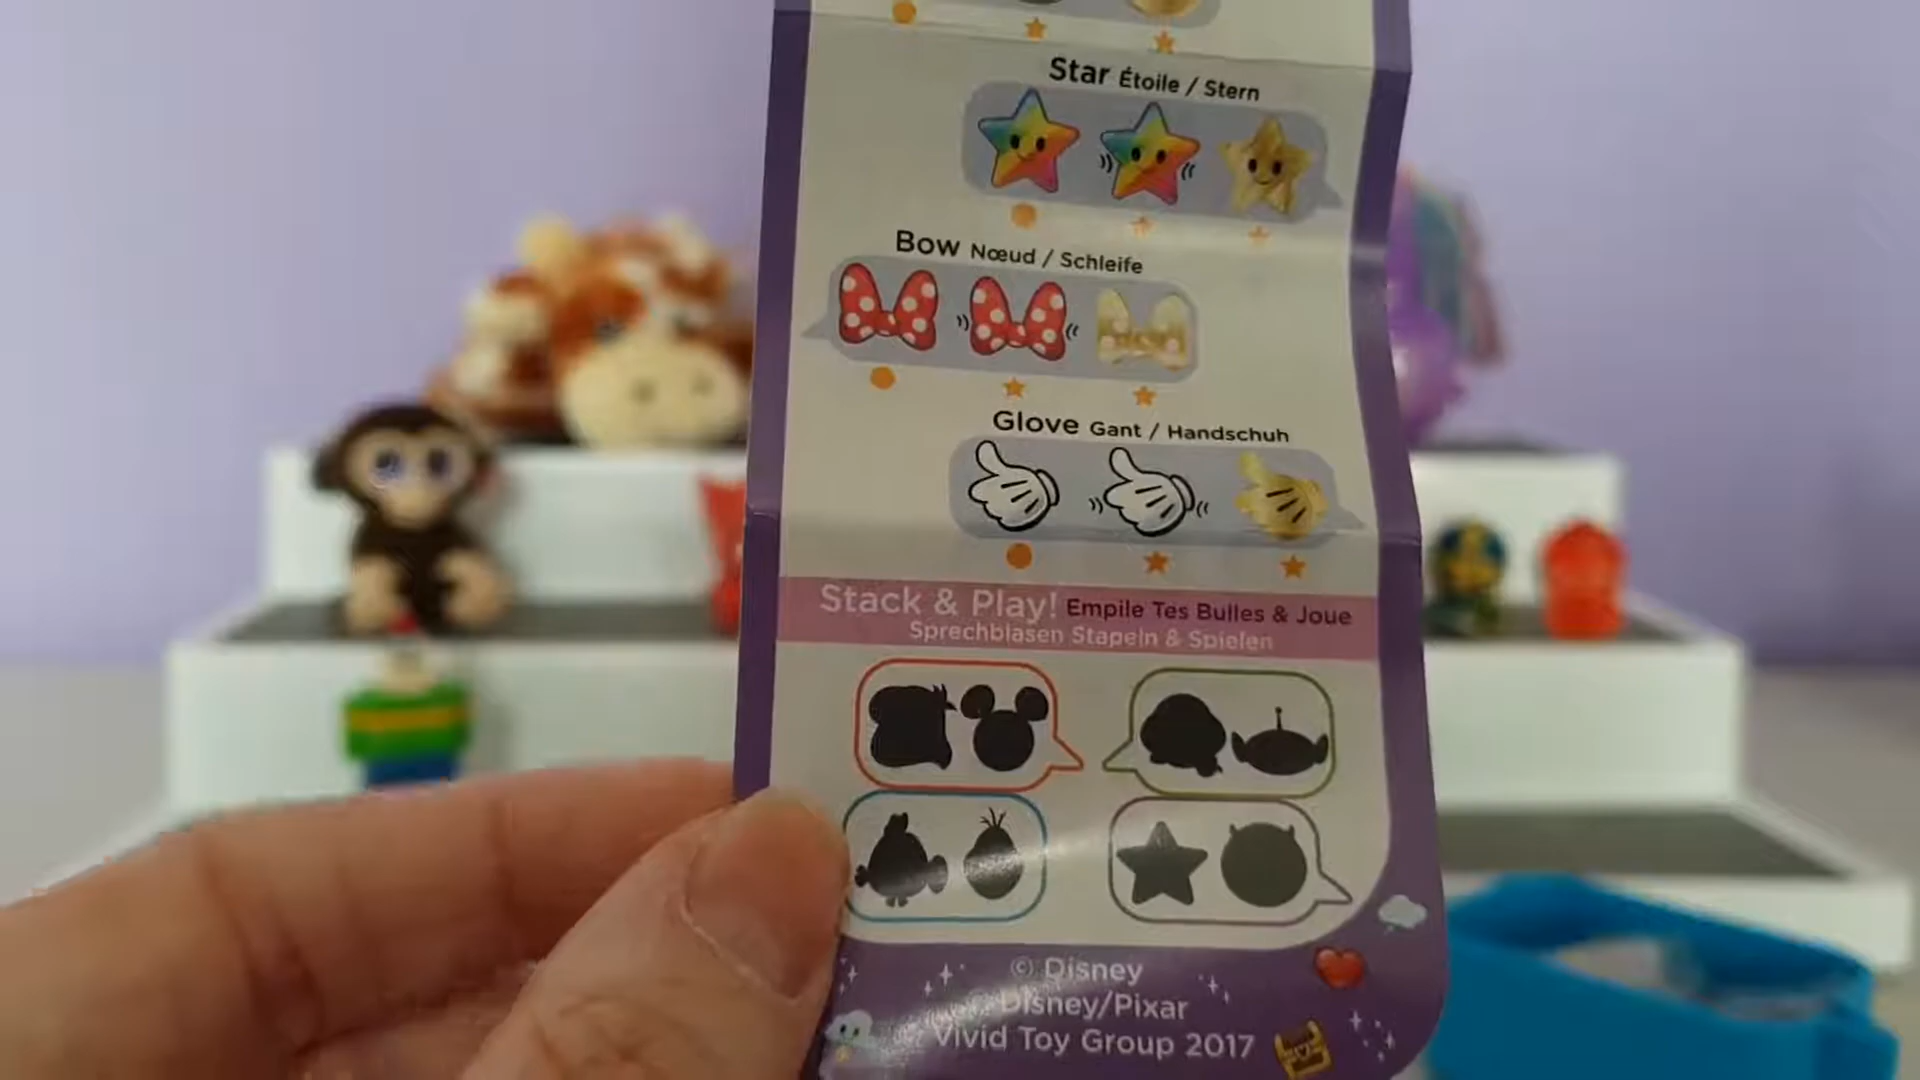 Star Étoile / Stern
Bow Nœud / Schleife
Glove Gant / Handschuh
Stack & Play! Empile Tes Bulles & Joue
Sprechblasen Stapeln & Spielen
© Disney
Disney/Pixar
Vivid Toy Group 2017